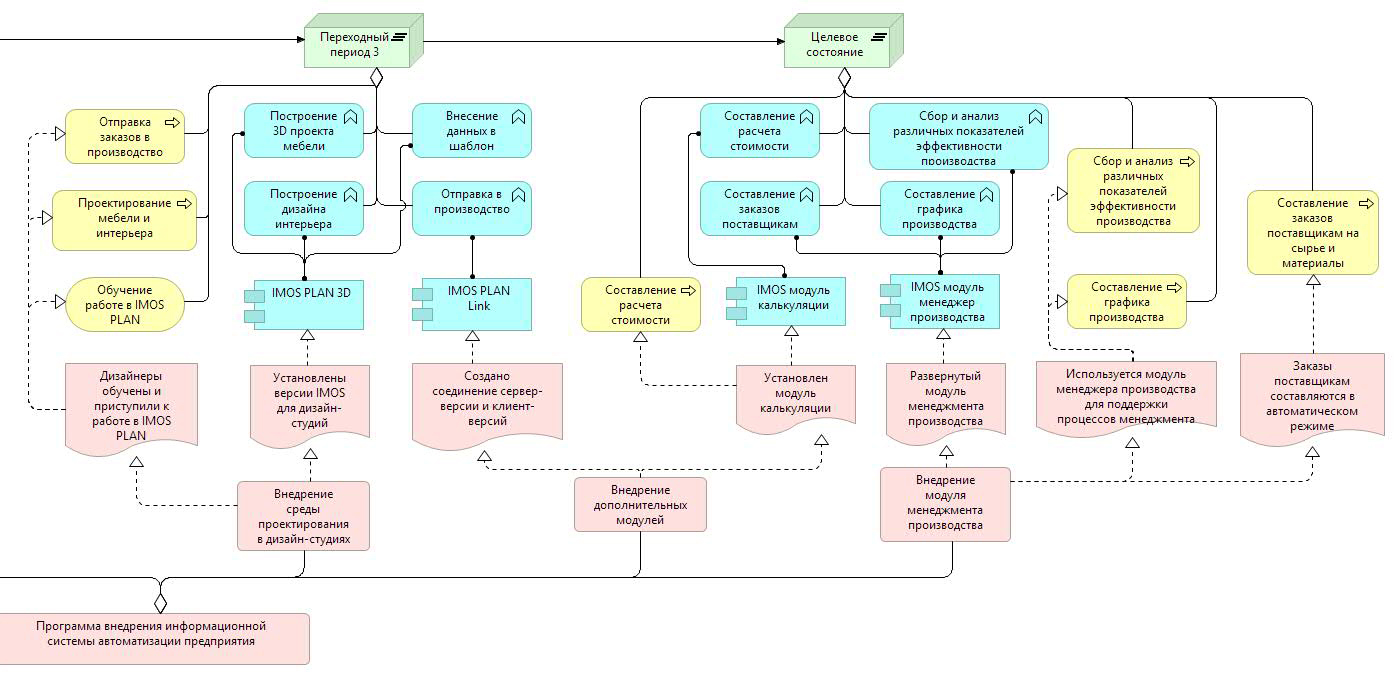 Переходный
период 3
Целевое
состояние
Отправка
заказов в
производство
Построение
3D проекта
мебели
Внесение
данных в
шаблон
Составление
расчета
стоимости
Сбор и анализ
различных показателей
эффективности
производства
Сбор и анализ
различных
показателей
эффективности
производства
Проектирование
мебели и
интерьера
Построение
дизайна
интерьера
Отправка в
производство
Составление
заказов
поставщикам
Составление
графика
производства
Составление
заказов
поставщикам на
сырье и
материалы
Обучение
работе в IMOS
PLAN
IMOS PLAN 3D
IMOS PLAN
Link
Составление
расчета
стоимости
IMOS модуль
калькуляции
IMOS модуль
менеджер
производства
Составление
графика
производства
Дизайнеры
обучены и
приступили к
работе в IMOS
PLAN
Установлены
версии IMOS
для дизайн-
студий
Создано
соединение сервер-
версии и клиент-
версий
Установлен
модуль
калькуляции
Развернутый
модуль
менеджмента
производства
Используется модуль
менеджера производства
для поддержки
процессов менеджмента
Заказы
поставщикам
составляются в
автоматическом
режиме
Внедрение
среды
проектирования
в дизайн-студиях
Внедрение
дополнительных
модулей
Внедрение
модуля
менеджмента
производства
Программа внедрения информационной
системы автоматизации предприятия